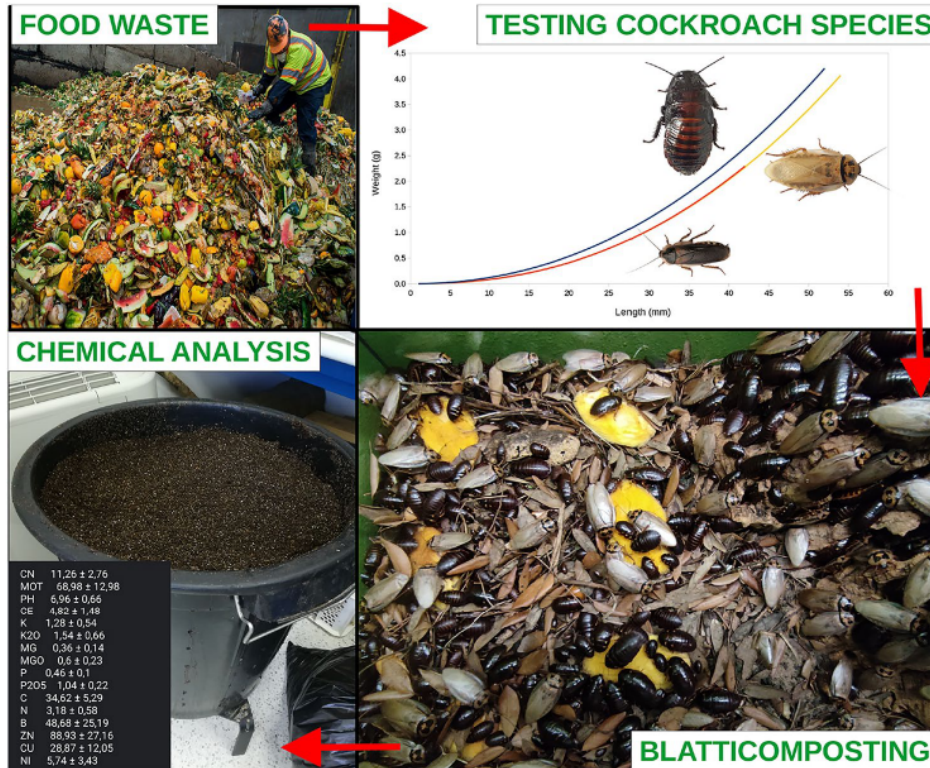 FOOD WASTE
TESTING COCKROACH SPECIES
4.5
4.0
3.5
3.0
2.5
2.0
1.5
1.0
0.5
0.0
Weight (g)
0 5 10 15 20 25 30 35 40 45 50 55 60
Length (mm)
CHEMICAL ANALYSIS
CN 11,26 ± 2,76
MOT 68,98 ± 12,98
PH 6,96 ± 0,66
CE 4,82 ± 1,48
K 1,28 ± 0,54
K2O 1,54 ± 0,66
MG 0,36 ± 0,14
MGO 0,6 ± 0,23
P 0,46 ± 0,1
P2O5 1,04 ± 0,22
C 34,62 ± 5,29
N 3,18 ± 0,58
B 48,68 ± 25,19
ZN 88,93 ± 27,16
CU 28,87 ± 12,05
NI 5,74 ± 3,43
BLATTICOMPOSTING